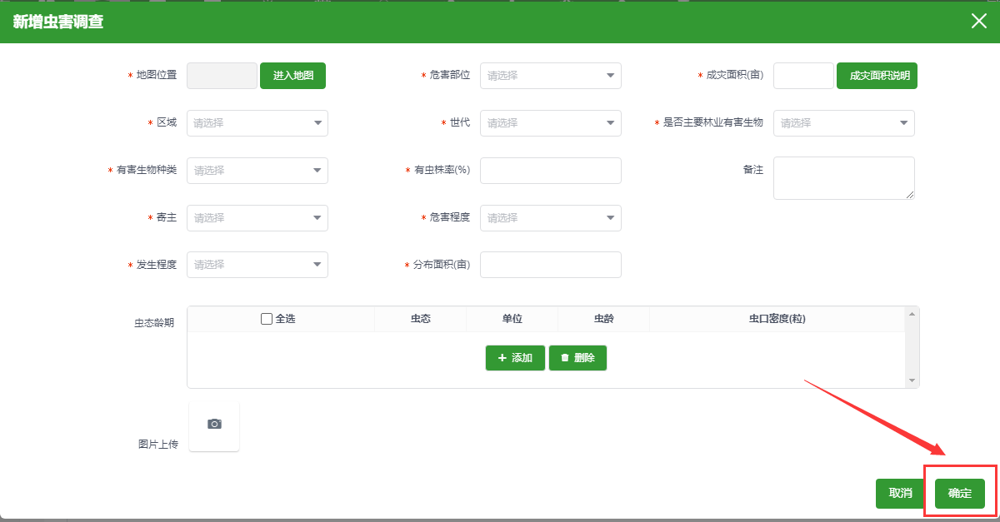 新增虫害调查
* 地图位置 进入地图 * 危害部位 请选择 * 成灾面积(亩) 成灾面积说明
* 区域 请选择 * 世代 请选择 * 是否主要林业有害生物 请选择
* 有害生物种类 请选择 * 有虫株率(%) 备注
* 寄主 请选择 * 危害程度 请选择
* 发生程度 请选择 * 分布面积(亩)
虫态龄期 全选 虫态 单位 虫龄 虫口密度(粒)
添加 删除
图片上传
取消 确定